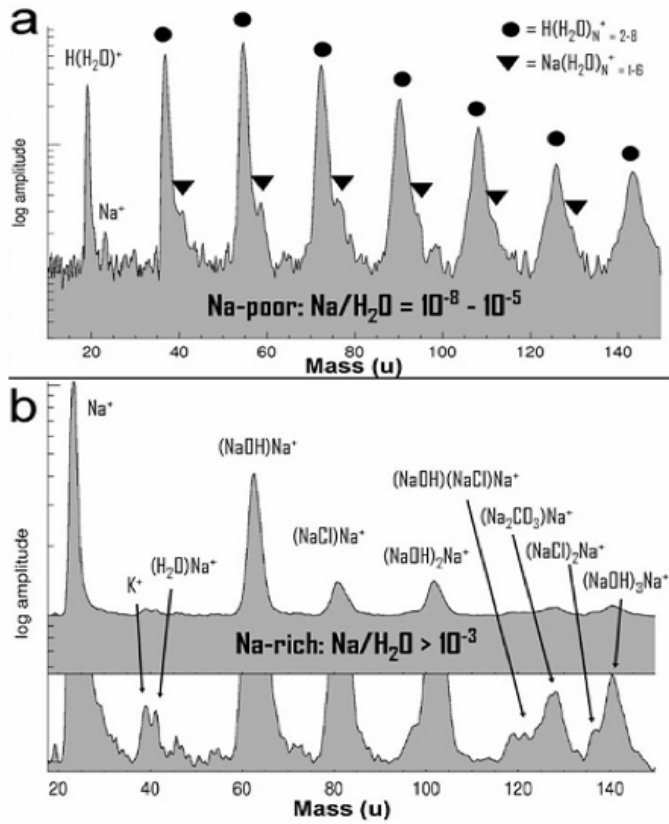 a
● = H(H₂O)N⁺ = 2-8
▼ = Na(H₂O)N⁺ = 1-6
H(H₂O)⁺
Na⁺
log amplitude
Na-poor: Na/H₂O = 10⁻⁸ - 10⁻⁵
20 40 60 80 100 120 140
Mass (u)
b
Na⁺
(NaOH)Na⁺
(NaOH)(NaCl)Na⁺
(Na₂CO₃)Na⁺
(NaCl)Na⁺
(NaOH)₂Na⁺
(NaCl)₂Na⁺
(H₂O)Na⁺
(NaOH)₃Na⁺
K⁺
log amplitude
Na-rich: Na/H₂O > 10⁻³
20 40 60 80 100 120 140
Mass (u)